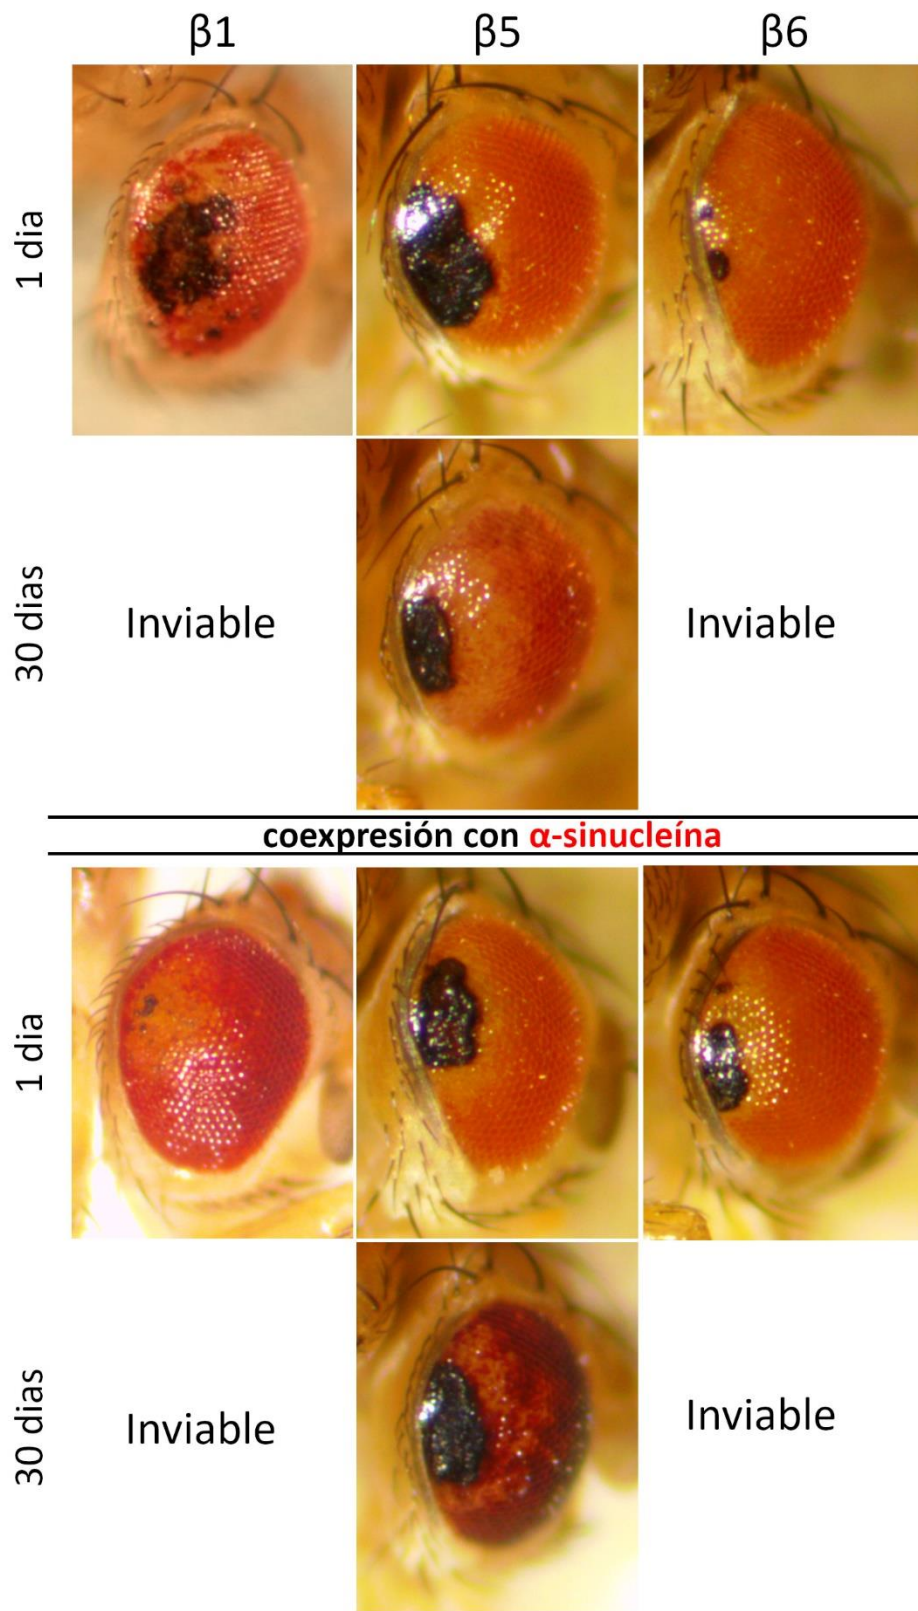 β1 β5 β6
1 dia
30 dias
Inviable
Inviable
coexpresión con α-sinucleína
1 dia
30 dias
Inviable
Inviable